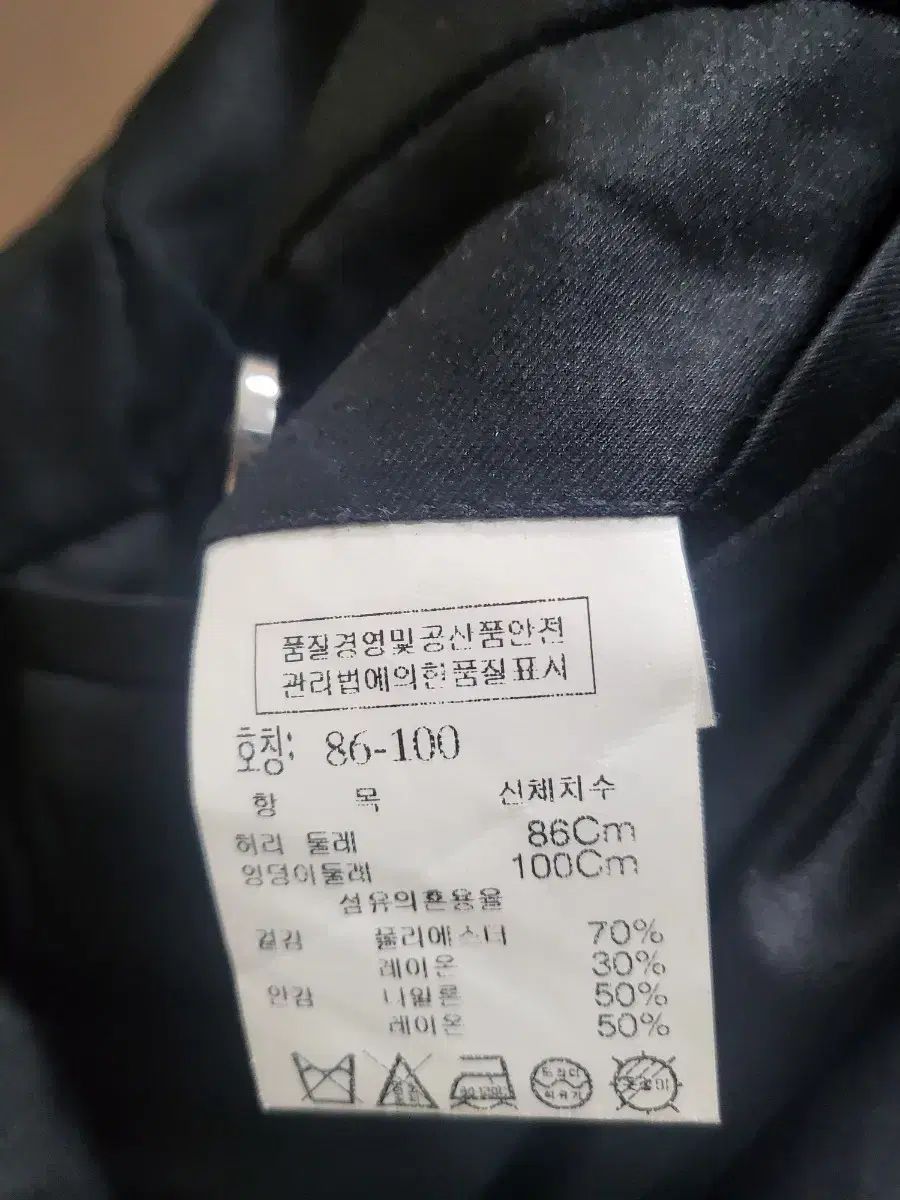 품질경영및공산품안전
관리법에의한품질표시
호칭: 86-100
항 목 신체치수
허리 둘레 86Cm
엉덩이둘레 100Cm
섬유의혼용율
겉감 폴리에스터 70%
레이온 30%
안감 나일론 50%
레이온 50%
드라이